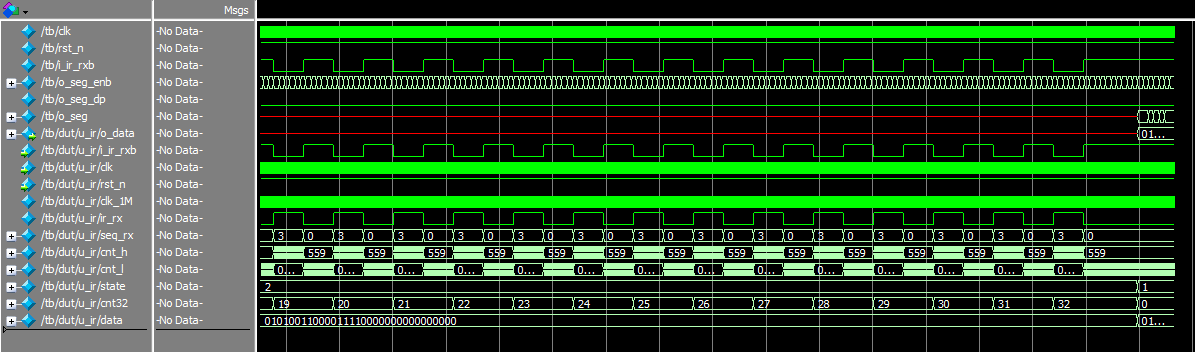 Msgs
/tb/clk -No Data-
/tb/rst_n -No Data-
/tb/i_ir_rxb -No Data-
/tb/o_seg_enb -No Data-
/tb/o_seg_dp -No Data-
/tb/o_seg -No Data-
/tb/dut/u_ir/o_data -No Data- 01...
/tb/dut/u_ir/i_ir_rxb -No Data-
/tb/dut/u_ir/clk -No Data-
/tb/dut/u_ir/rst_n -No Data-
/tb/dut/u_ir/clk_1M -No Data-
/tb/dut/u_ir/ir_rx -No Data-
/tb/dut/u_ir/seq_rx -No Data- 3 0 3 0 3 0 3 0 3 0 3 0 3 0 3 0 3 0 3 0 3 0 3 0 3 0 3 0
/tb/dut/u_ir/cnt_h -No Data- 559 559 559 559 559 559 559 559 559 559 559 559 559 559
/tb/dut/u_ir/cnt_l -No Data- 0... 0... 0... 0... 0... 0... 0... 0... 0... 0... 0... 0... 0... 0...
/tb/dut/u_ir/state -No Data- 2 1
/tb/dut/u_ir/cnt32 -No Data- 19 20 21 22 23 24 25 26 27 28 29 30 31 32 0
/tb/dut/u_ir/data -No Data- 01010011000011110000000000000000 01...